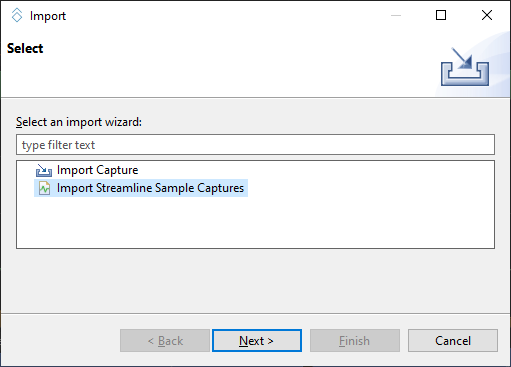 Import
Select
Select an import wizard:
type filter text
Import Capture
Import Streamline Sample Captures
< Back
Next >
Finish
Cancel